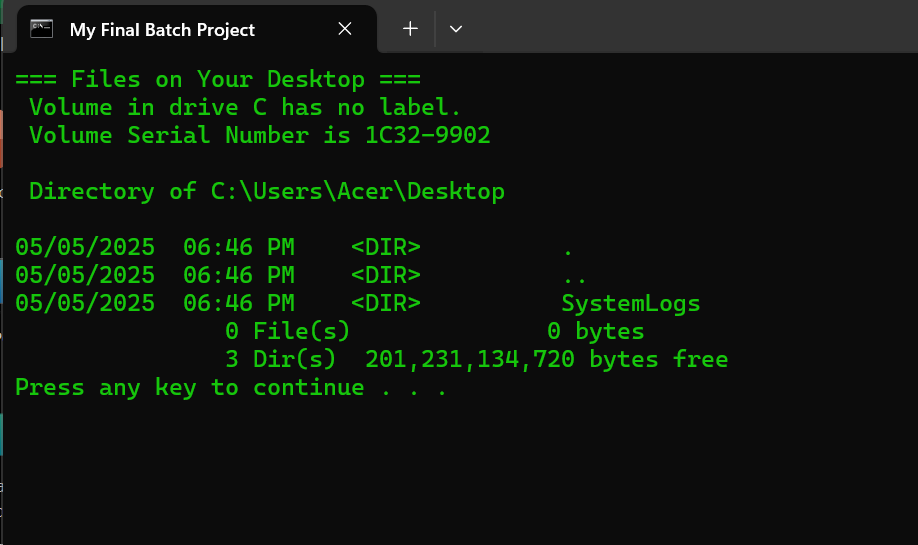 My Final Batch Project
=== Files on Your Desktop ===
Volume in drive C has no label.
Volume Serial Number is 1C32-9902
Directory of C:\Users\Acer\Desktop
05/05/2025  06:46 PM    <DIR>          .
05/05/2025  06:46 PM    <DIR>          ..
05/05/2025  06:46 PM    <DIR>          SystemLogs
0 File(s)              0 bytes
3 Dir(s)  201,231,134,720 bytes free
Press any key to continue . . .